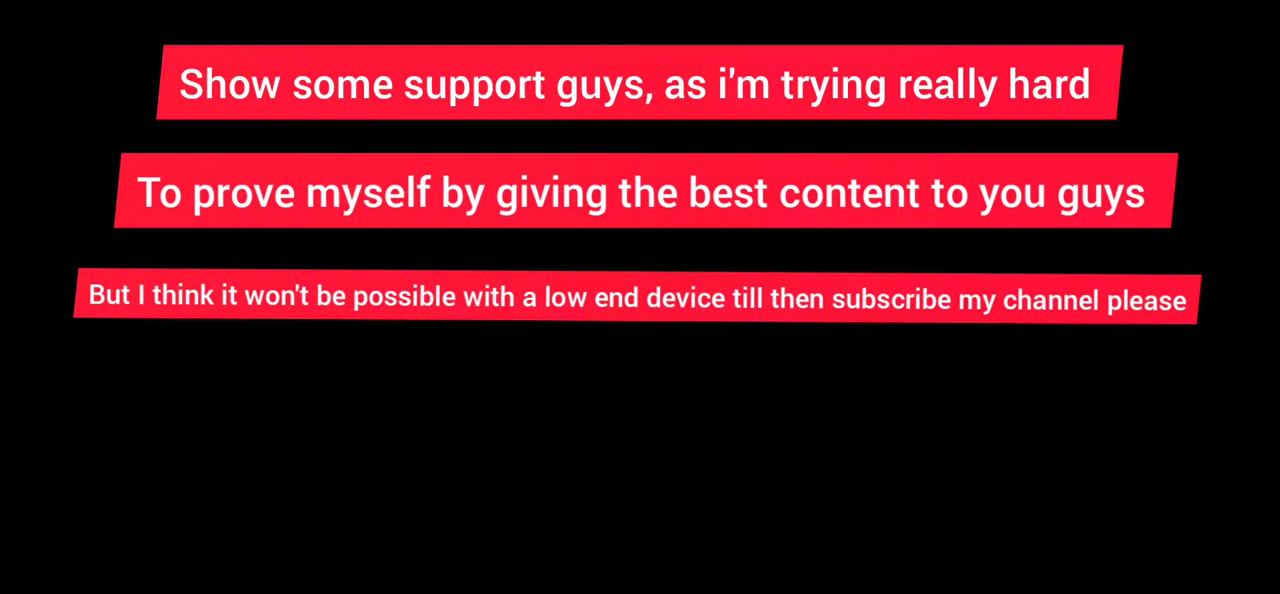 Show some support guys, as i'm trying really hard
To prove myself by giving the best content to you guys
But I think it won't be possible with a low end device till then subscribe my channel please